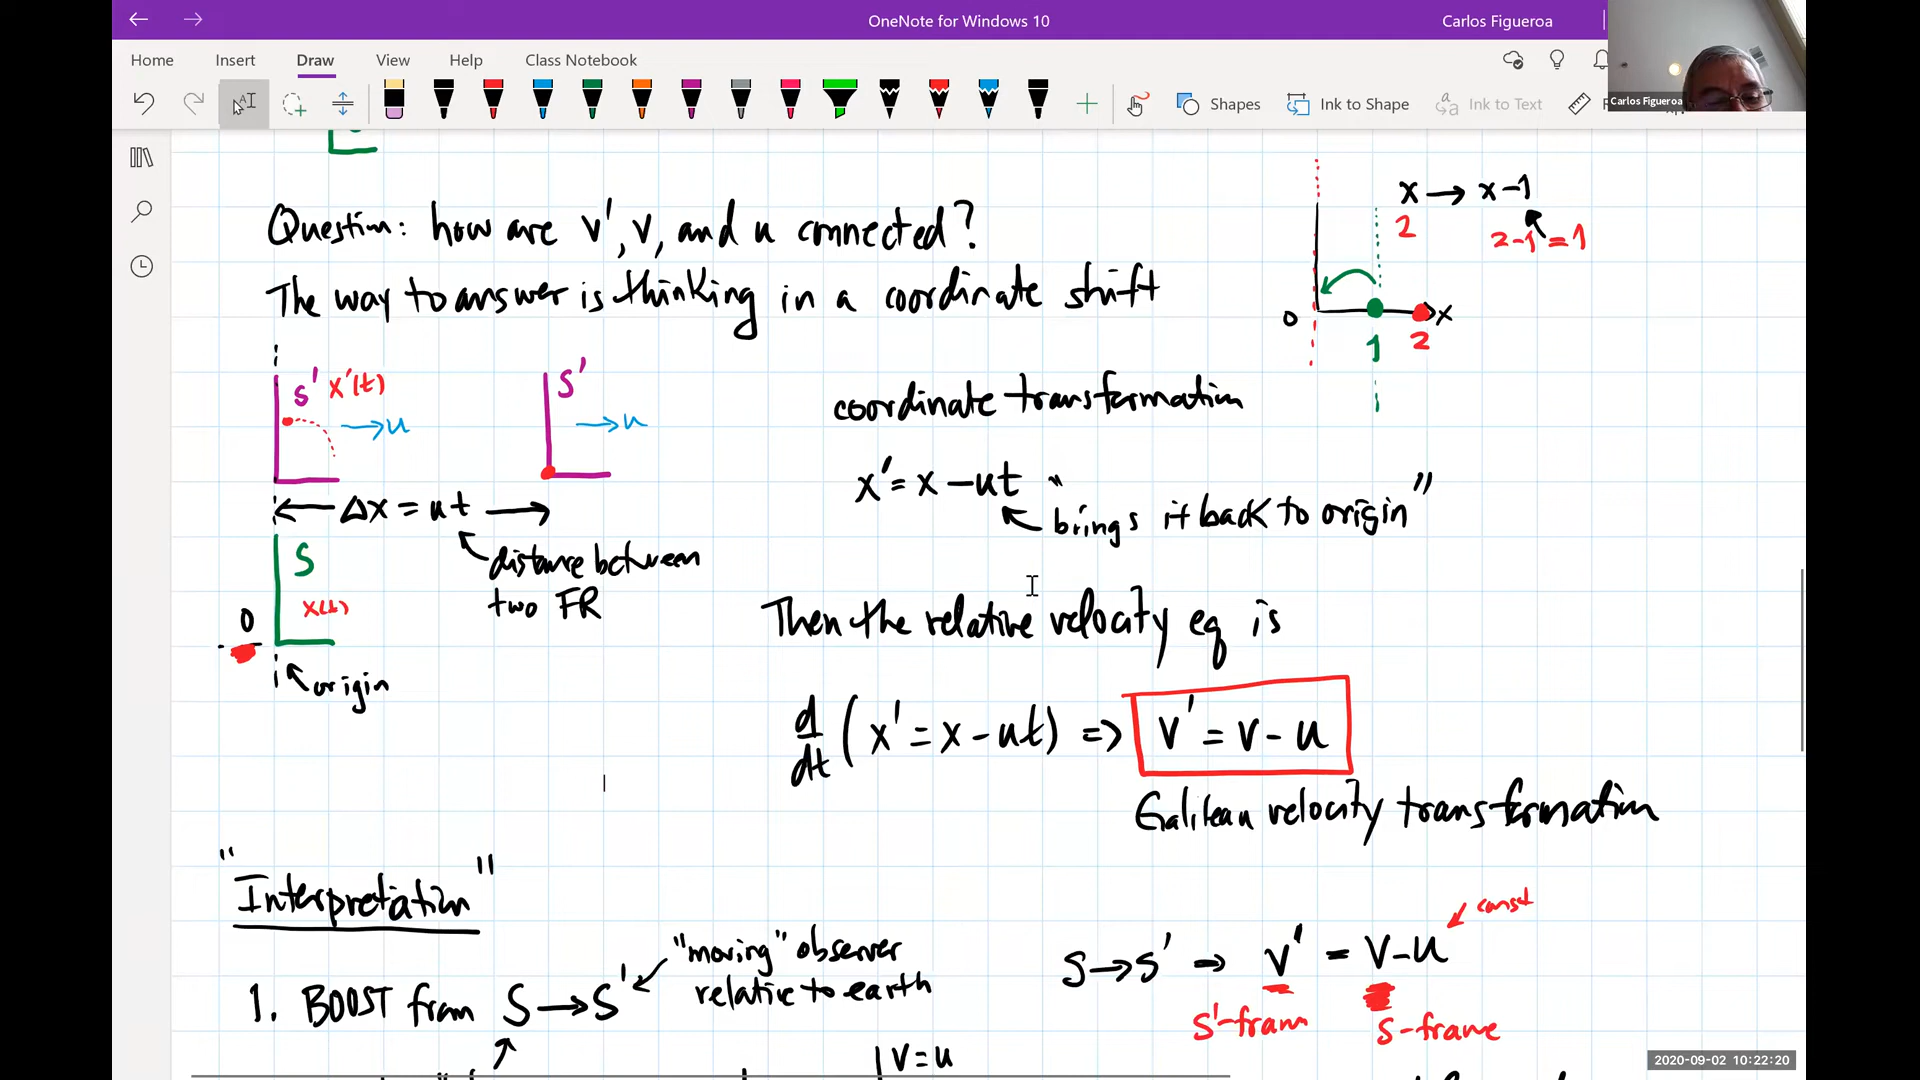 OneNote for Windows 10
Carlos Figueroa
Home
Insert
Draw
View
Help
Class Notebook
Shapes
Ink to Shape
Ink to Text
Carlos Figueroa
Question: how are v', v, and u connected?
The way to answer is thinking in a coordinate shift
x → x-1
2
2-1=1
0
x
1
2
S' x'(t)
→u
S'
→u
Δx = ut
distance between
two FR
S
x(t)
0
origin
coordinate transformation
x' = x - ut
"brings it back to origin"
Then the relative velocity eq is
d/dt (x' = x - ut) => v' = v - u
Galilean velocity transformation
"Interpretiation"
1. BOOST from S → S'
"moving" observer
relative to earth
S→S' → v' = v-u
const
S'-fram
S-frame
v=u
2020-09-02 10:22:20